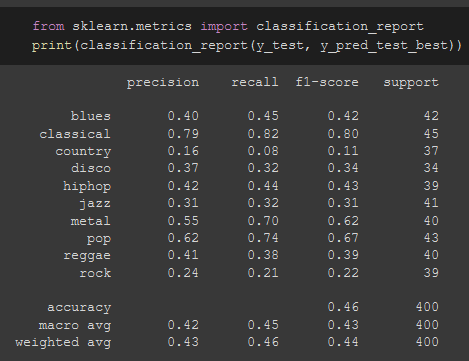 from sklearn.metrics import classification_report
print(classification_report(y_test, y_pred_test_best))
precision recall f1-score support
blues 0.40 0.45 0.42 42
classical 0.79 0.82 0.80 45
country 0.16 0.08 0.11 37
disco 0.37 0.32 0.34 34
hiphop 0.42 0.44 0.43 39
jazz 0.31 0.32 0.31 41
metal 0.55 0.70 0.62 40
pop 0.62 0.74 0.67 43
reggae 0.41 0.38 0.39 40
rock 0.24 0.21 0.22 39
accuracy 0.46 400
macro avg 0.42 0.45 0.43 400
weighted avg 0.43 0.46 0.44 400